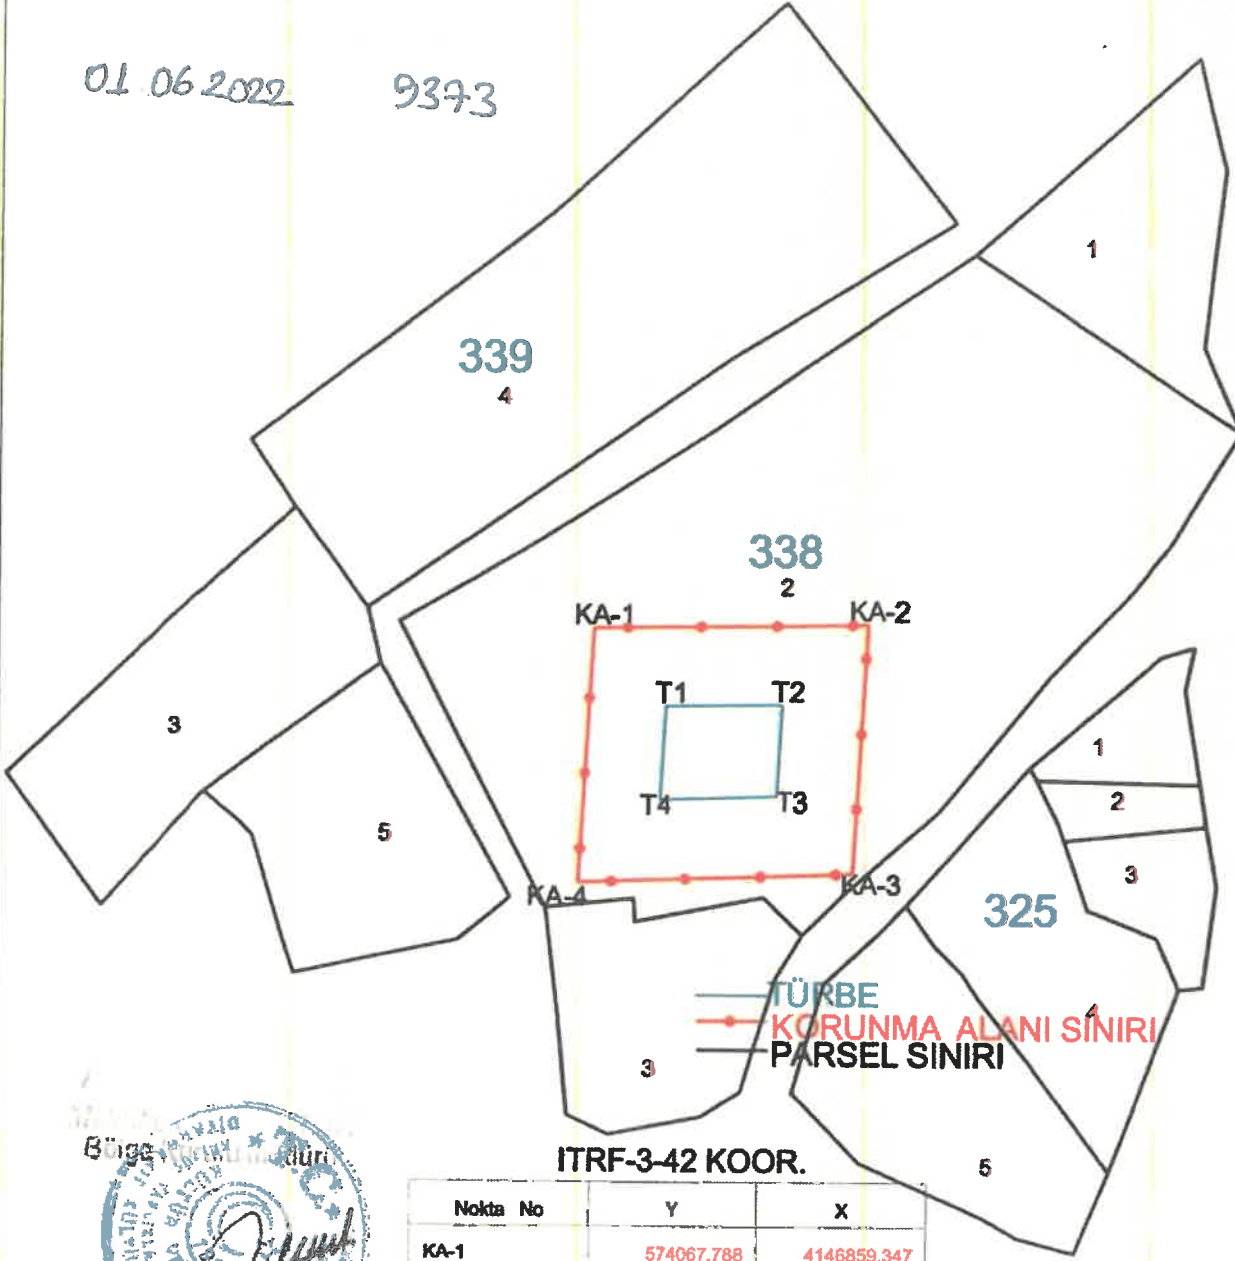 01.06.2022 9373
1
339
4
338
2
KA-1 KA-2
T1 T2
3
1
T4 T3
2
5
3
KA-4 KA-3
325
TÜRBE
4
KORUNMA ALANI SINIRI
PARSEL SINIRI
3
Bölge
ITRF-3-42 KOOR.
5
T.C.
Nokta No Y X
KA-1 574067.788 4146859.347